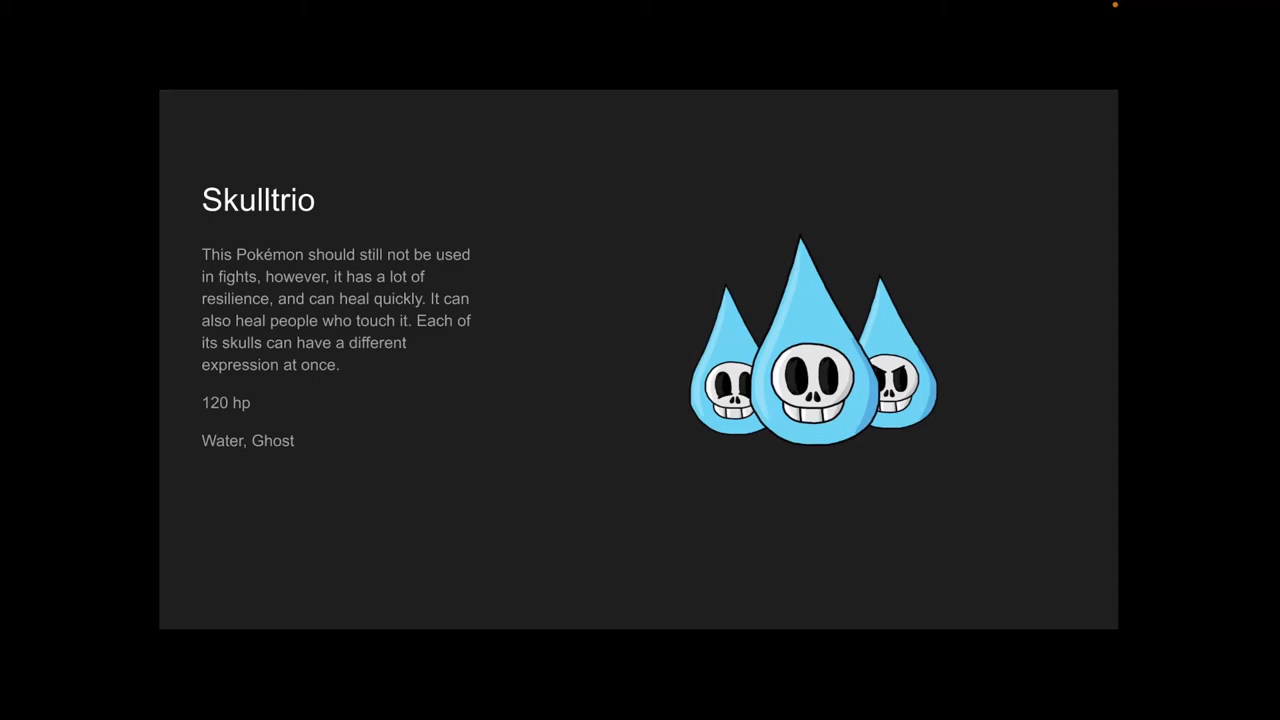 Skulltrio
This Pokémon should still not be used
in fights, however, it has a lot of
resilience, and can heal quickly. It can
also heal people who touch it. Each of
its skulls can have a different
expression at once.
120 hp
Water, Ghost